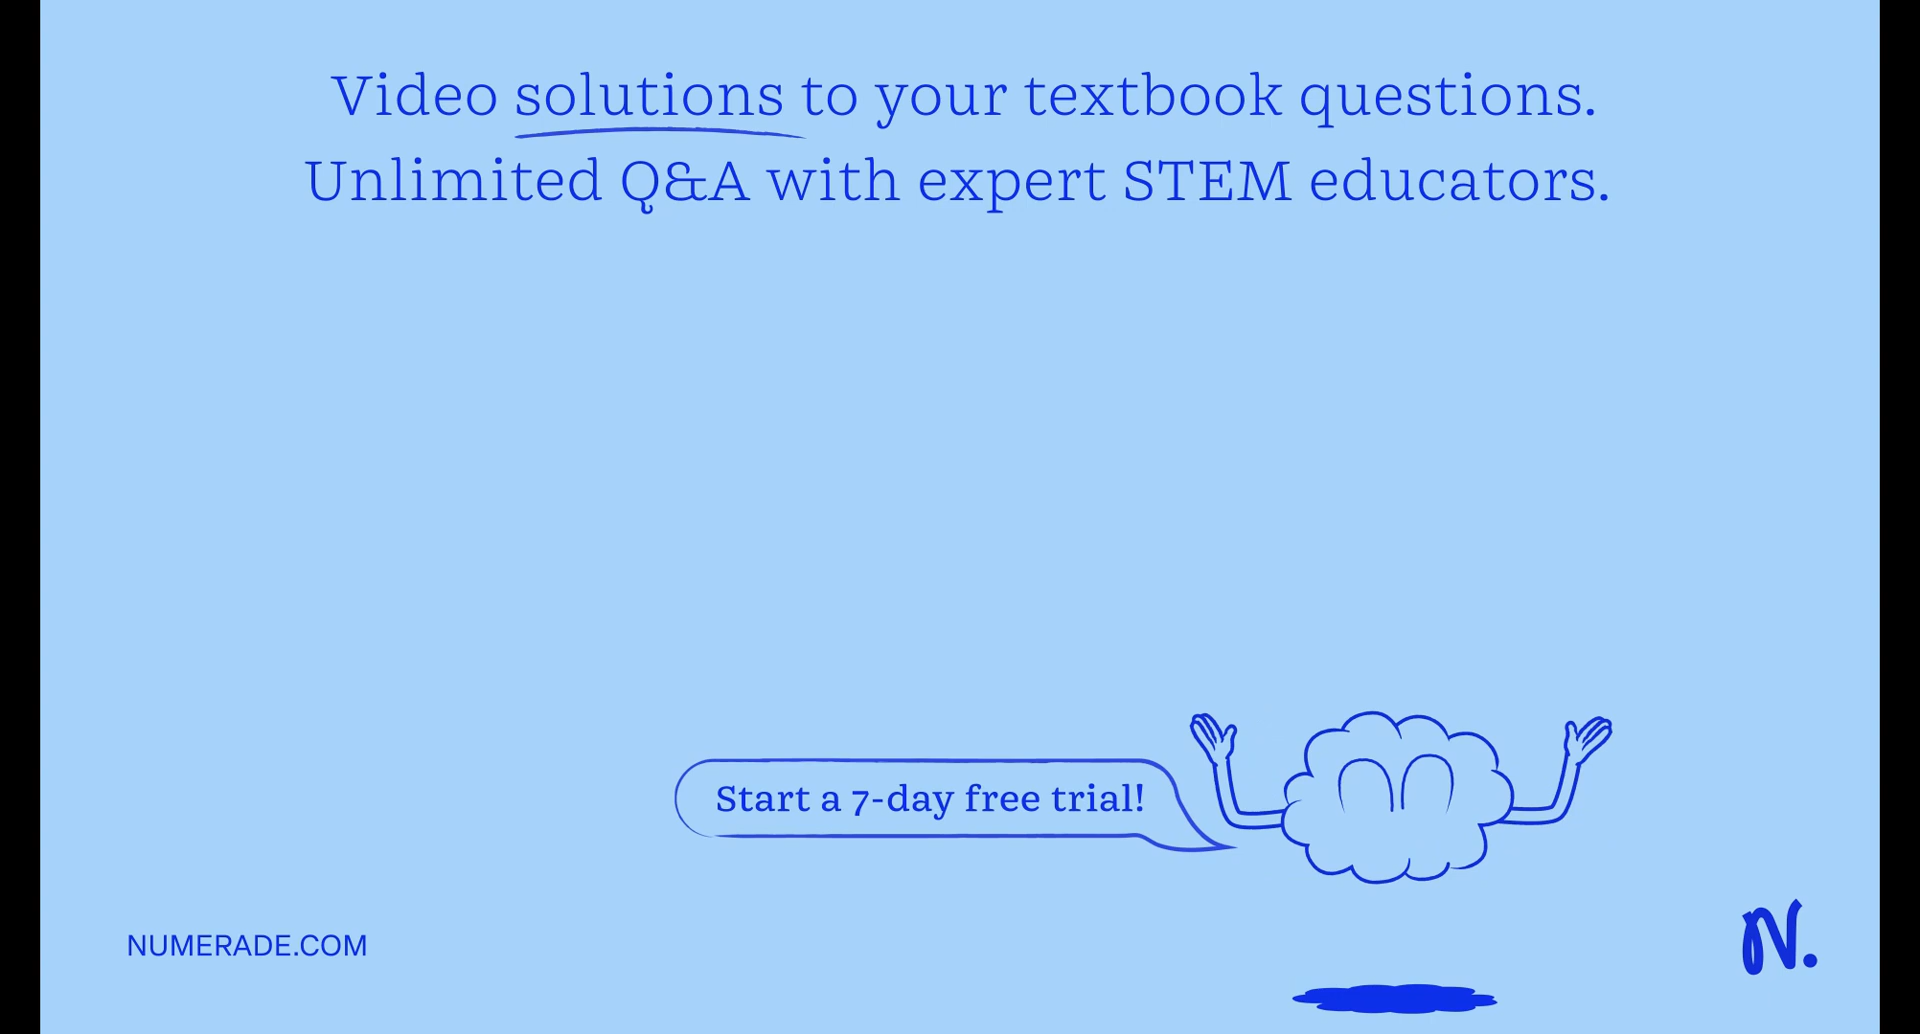 Video solutions to your textbook questions.
Unlimited Q&A with expert STEM educators.
Start a 7-day free trial!
NUMERADE.COM
N.